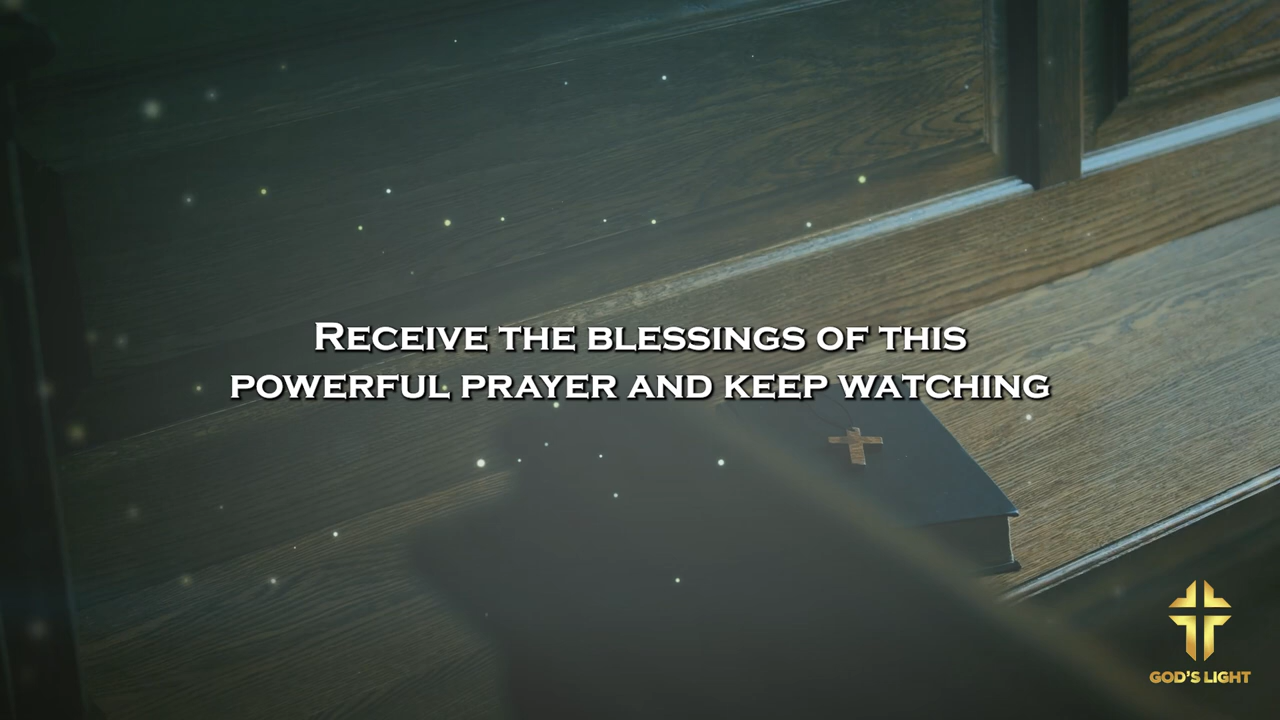 Receive the blessings of this
powerful prayer and keep watching
GOD'S LIGHT